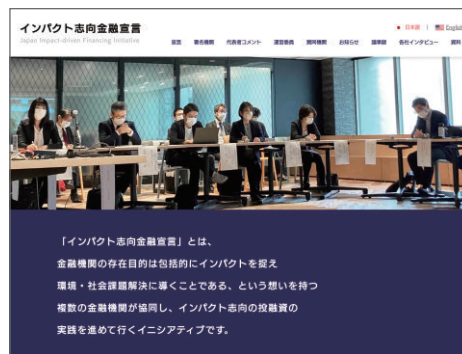 インパクト志向金融宣言
Japan Impact-driven Financing Initiative
日本語 | English
宣言 署名機関 代表者コメント 運営委員 賛同機関 お知らせ 議事録 各社インタビュー 資料
「インパクト志向金融宣言」とは、
金融機関の存在目的は包括的にインパクトを捉え
環境・社会課題解決に導くことである、という想いを持つ
複数の金融機関が協同し、インパクト志向の投融資の
実践を進めて行くイニシアティブです。